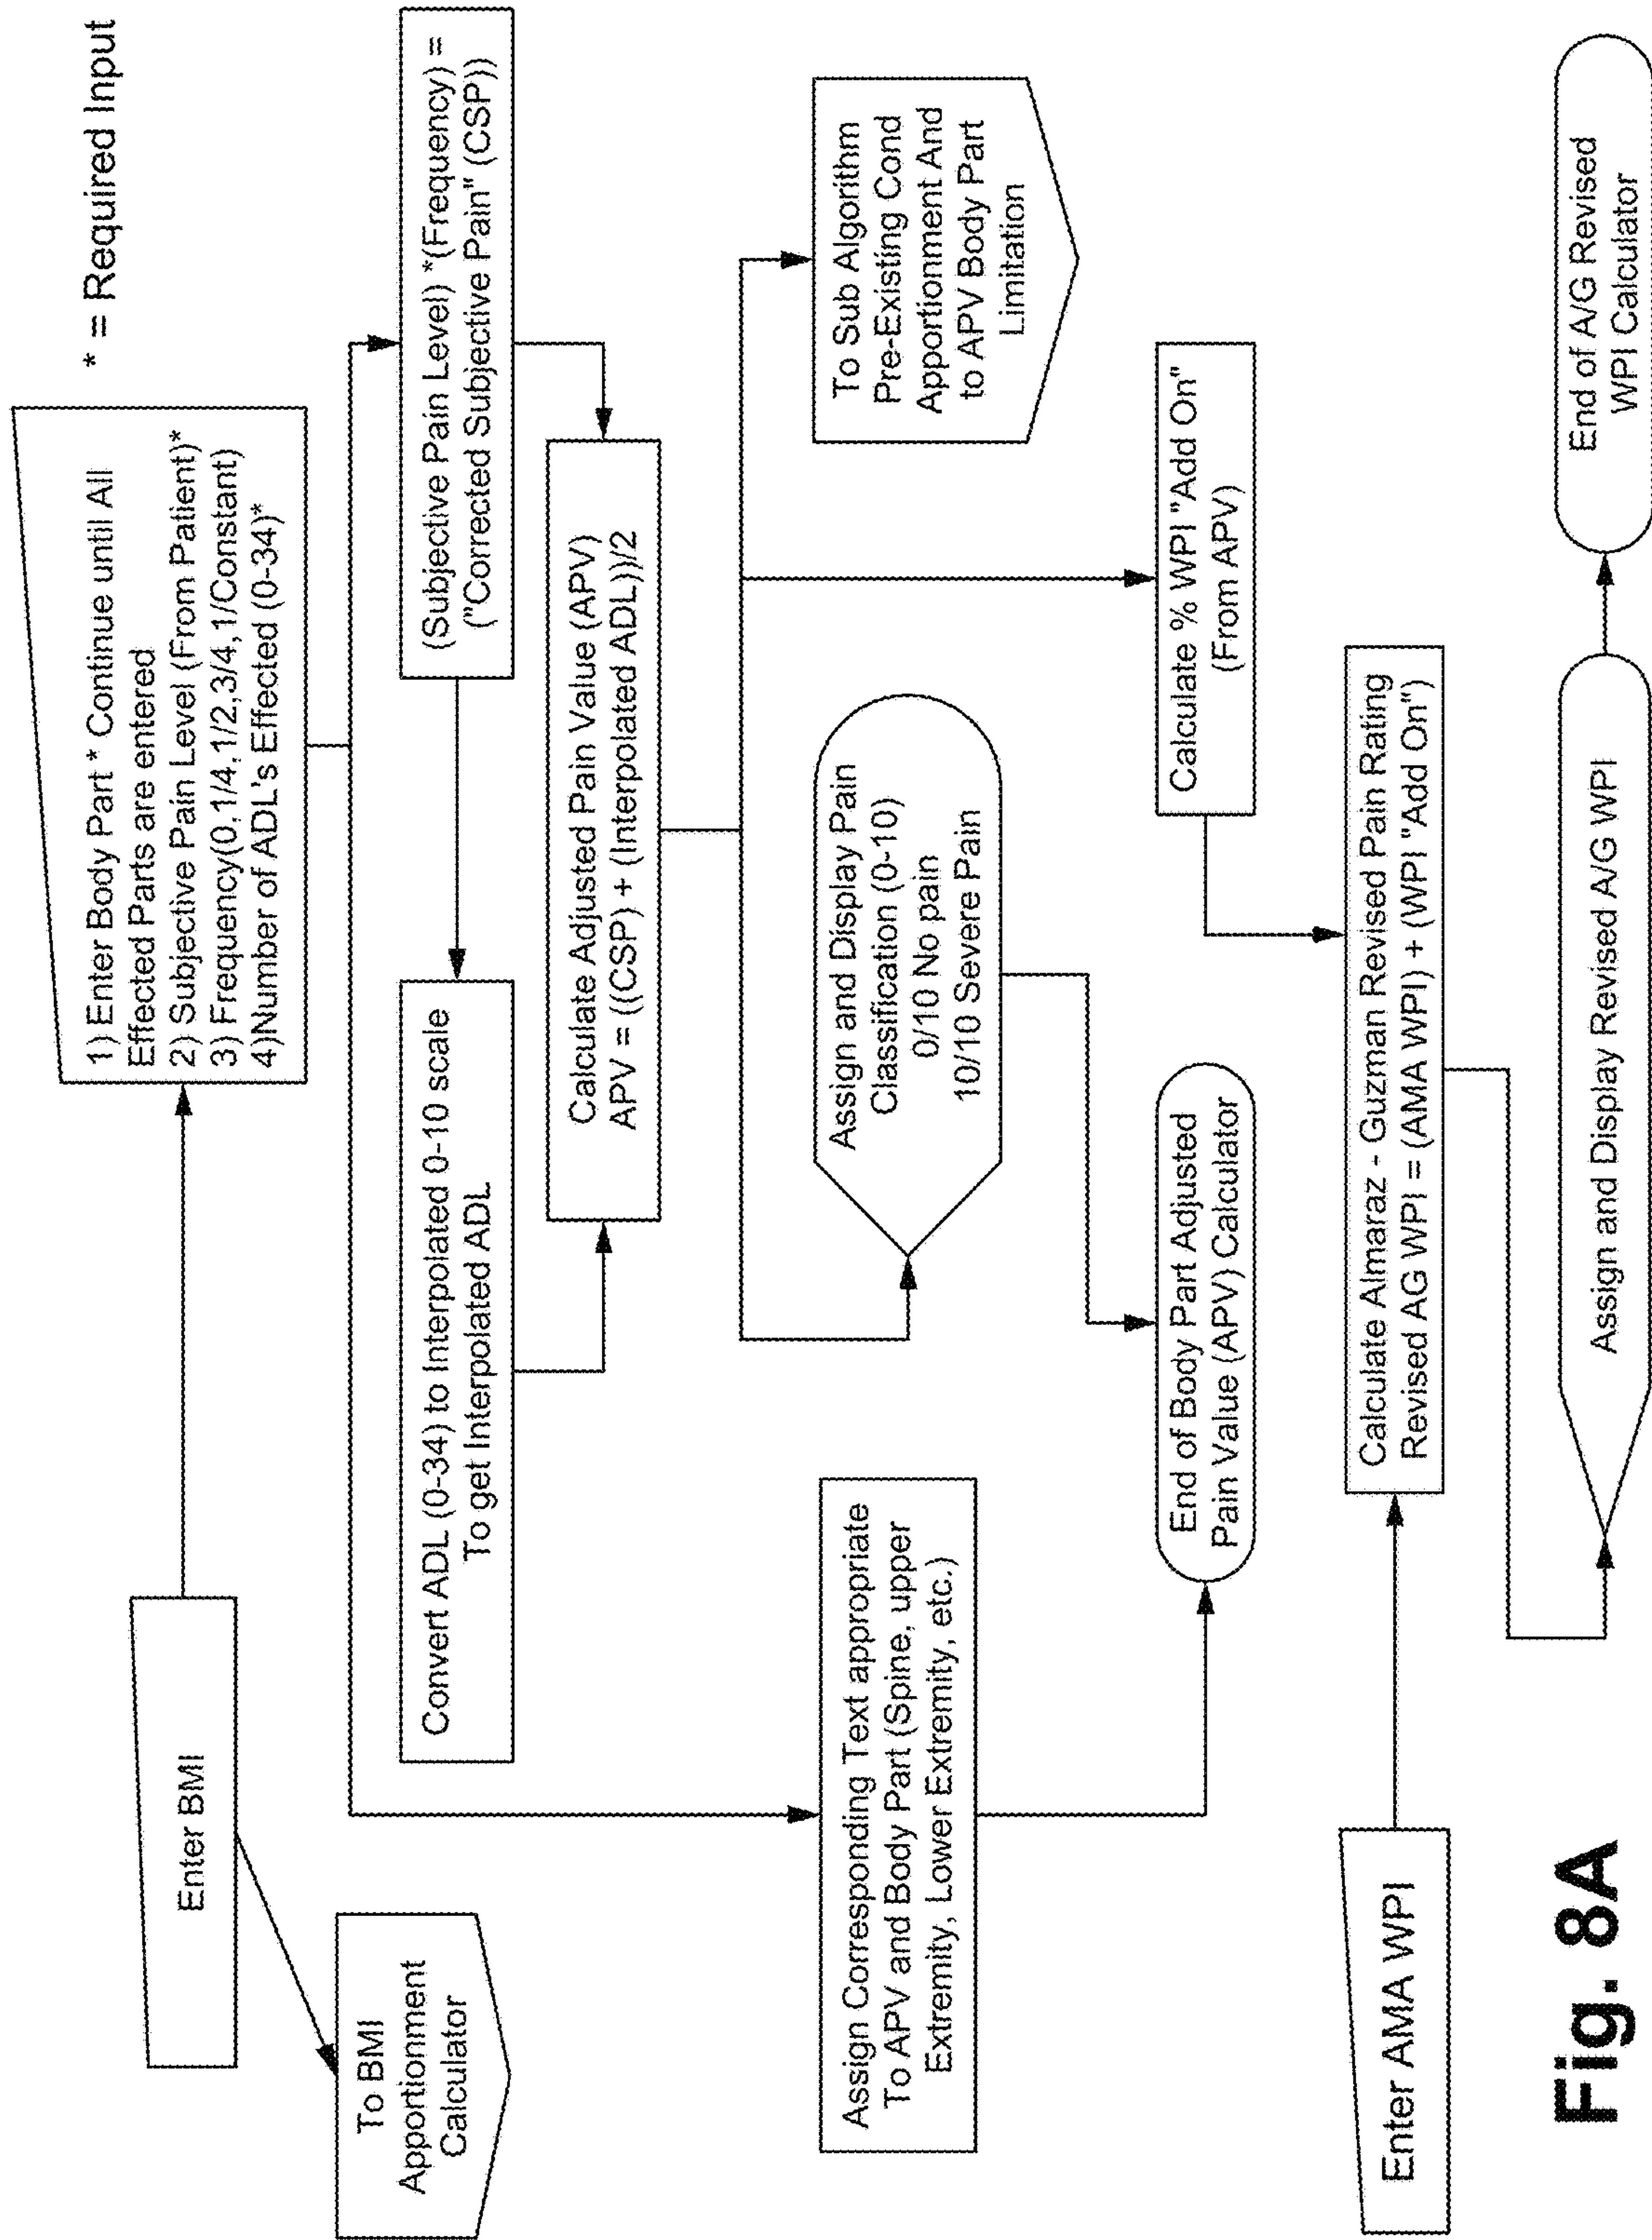 * = Required Input
Enter BMI
1) Enter Body Part * Continue until All
Effected Parts are entered
2) Subjective Pain Level (From Patient)*
3) Frequency(0,1/4,1/2,3/4,1/Constant)
4)Number of ADL's Effected (0-34)*
To BMI
Apportionment
Calculator
Convert ADL (0-34) to Interpolated 0-10 scale
To get Interpolated ADL
(Subjective Pain Level) *(Frequency) =
("Corrected Subjective Pain" (CSP))
Calculate Adjusted Pain Value (APV)
APV = ((CSP) + (Interpolated ADL))/2
Assign Corresponding Text appropriate
To APV and Body Part (Spine, upper
Extremity, Lower Extremity, etc.)
Assign and Display Pain
Classification (0-10)
0/10 No pain
10/10 Severe Pain
To Sub Algorithm
Pre-Existing Cond
Apportionment And
to APV Body Part
Limitation
End of Body Part Adjusted
Pain Value (APV) Calculator
Calculate % WPI "Add On"
(From APV)
Enter AMA WPI
Calculate Almaraz - Guzman Revised Pain Rating
Revised AG WPI = (AMA WPI) + (WPI "Add On")
Assign and Display Revised A/G WPI
End of A/G Revised
WPI Calculator
Fig. 8A